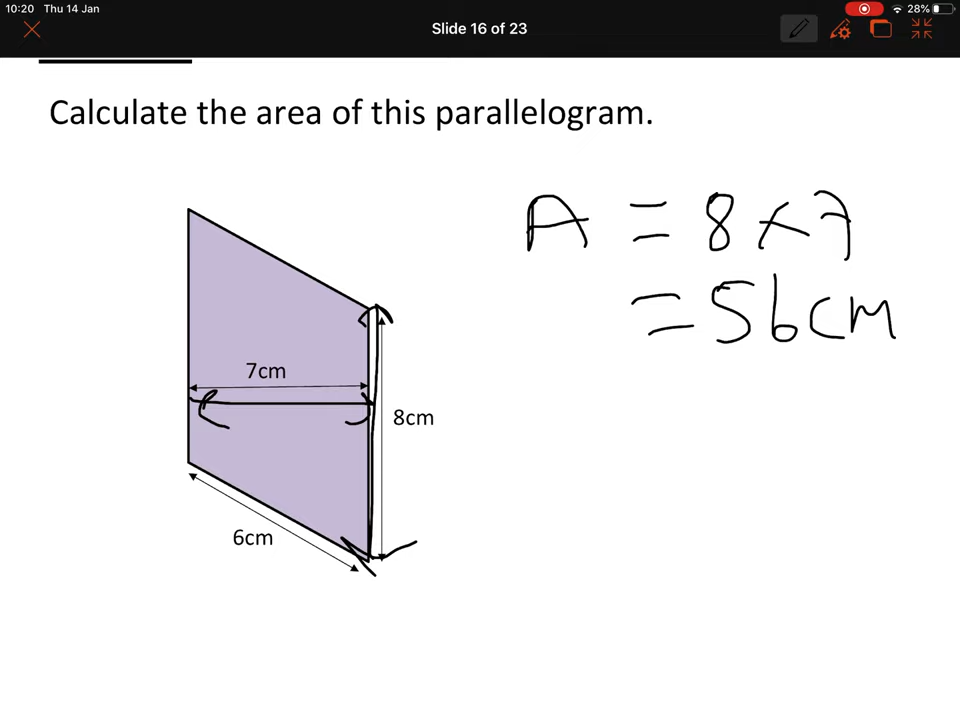 10:20 Thu 14 Jan 28%
Slide 16 of 23
Calculate the area of this parallelogram.
A = 8 x 7
= 56cm
7cm
8cm
6cm